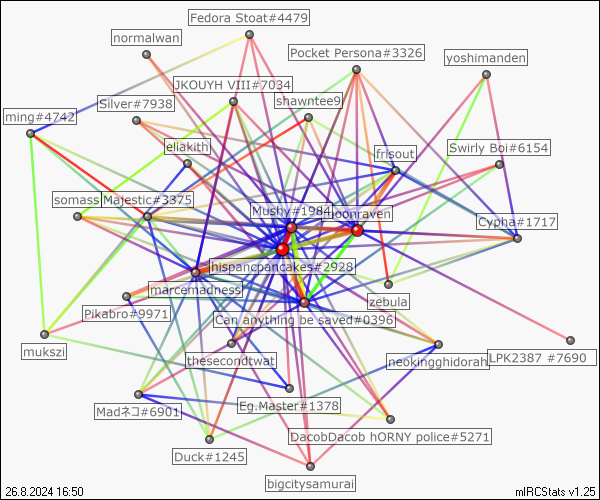 Fedora Stoat#4479
normalwan
Pocket Persona#3326
yoshimanden
JKOUYH VIII#7034
shawntee9
Silver#7938
ming#4742
eliakith
frisout
Swirly Boi#6154
somass
Majestic#3375
Mushy#1984
moonraven
Cypha#1717
hispancpancakes#2928
marcemadness
zebula
Pikabro#9971
Can anything be saved#0396
mukszi
thesecondtwat
neokingghidorah
LPK2387 #7690
Eg.Master#1378
Madネコ#6901
DacobDacob hORNY police#5271
Duck#1245
bigcitysamurai
26.8.2024 16:50
mIRCStats v1.25